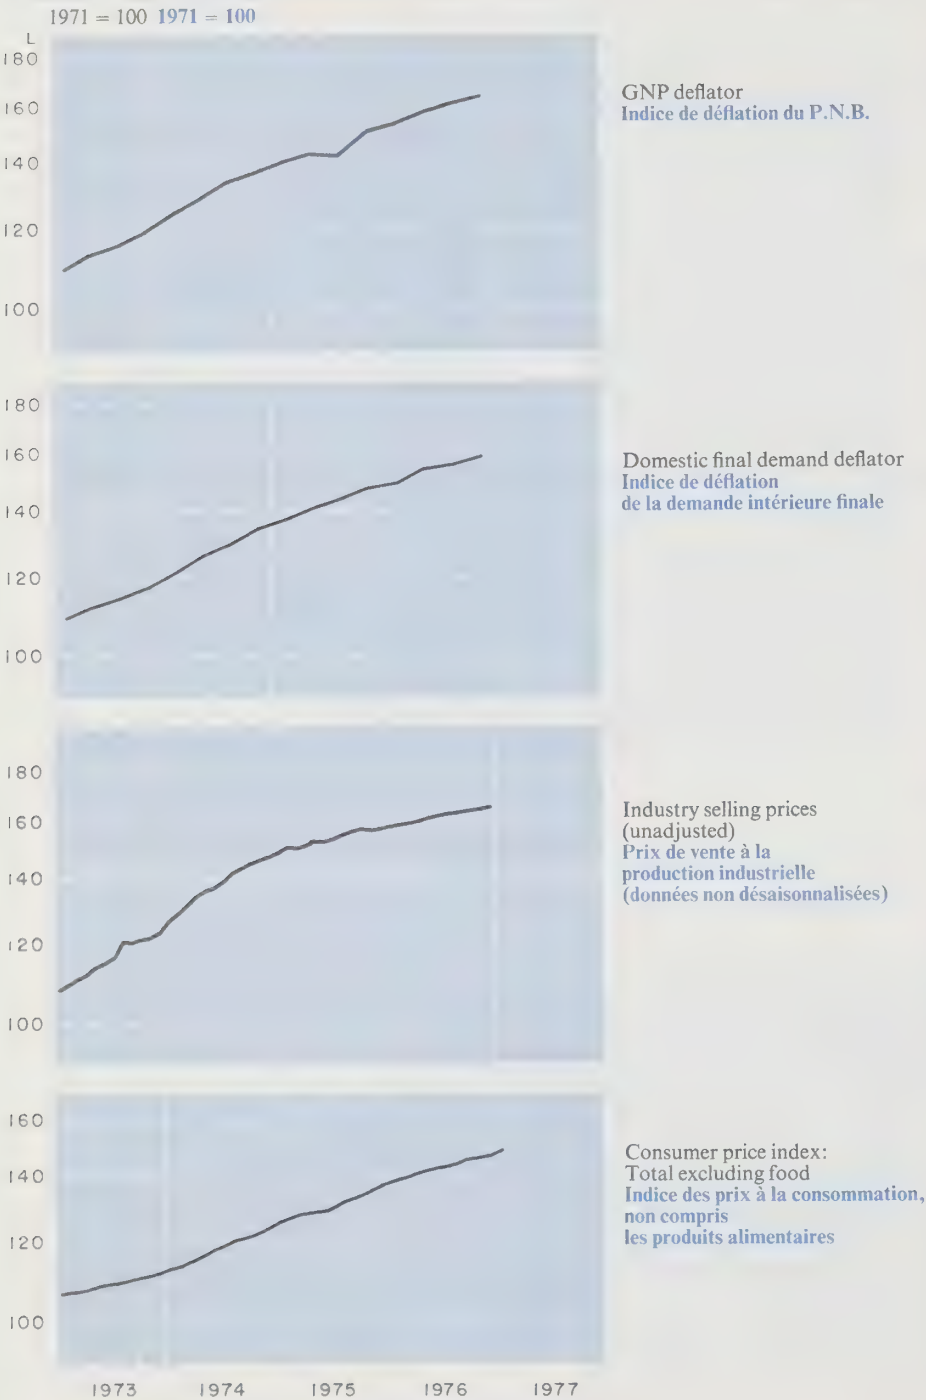 1971 = 100 1971 = 100
L
180
160
140
120
100
GNP deflator
Indice de déflation du P.N.B.
180
160
140
120
100
Domestic final demand deflator
Indice de déflation
de la demande intérieure finale
180
160
140
120
100
Industry selling prices
(unadjusted)
Prix de vente à la
production industrielle
(données non désaisonnalisées)
160
140
120
100
Consumer price index:
Total excluding food
Indice des prix à la consommation,
non compris
les produits alimentaires
1973 1974 1975 1976 1977